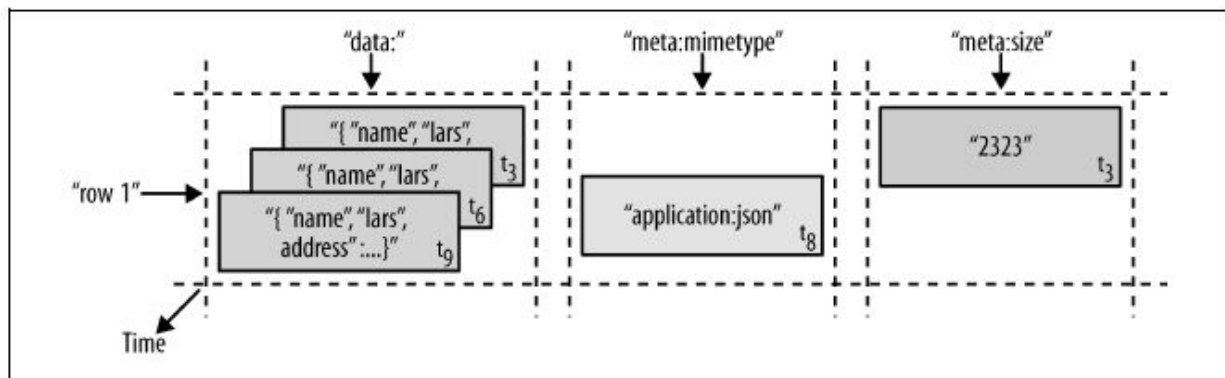 “data:”
“meta:mimetype”
“meta:size”
“{ ”name”, “lars”,
t3
“{ ”name”, “lars”,
t6
“{ ”name”, “lars”,
address” :....}”
t9
“row 1”
“application:json”
t8
“2323”
t3
Time